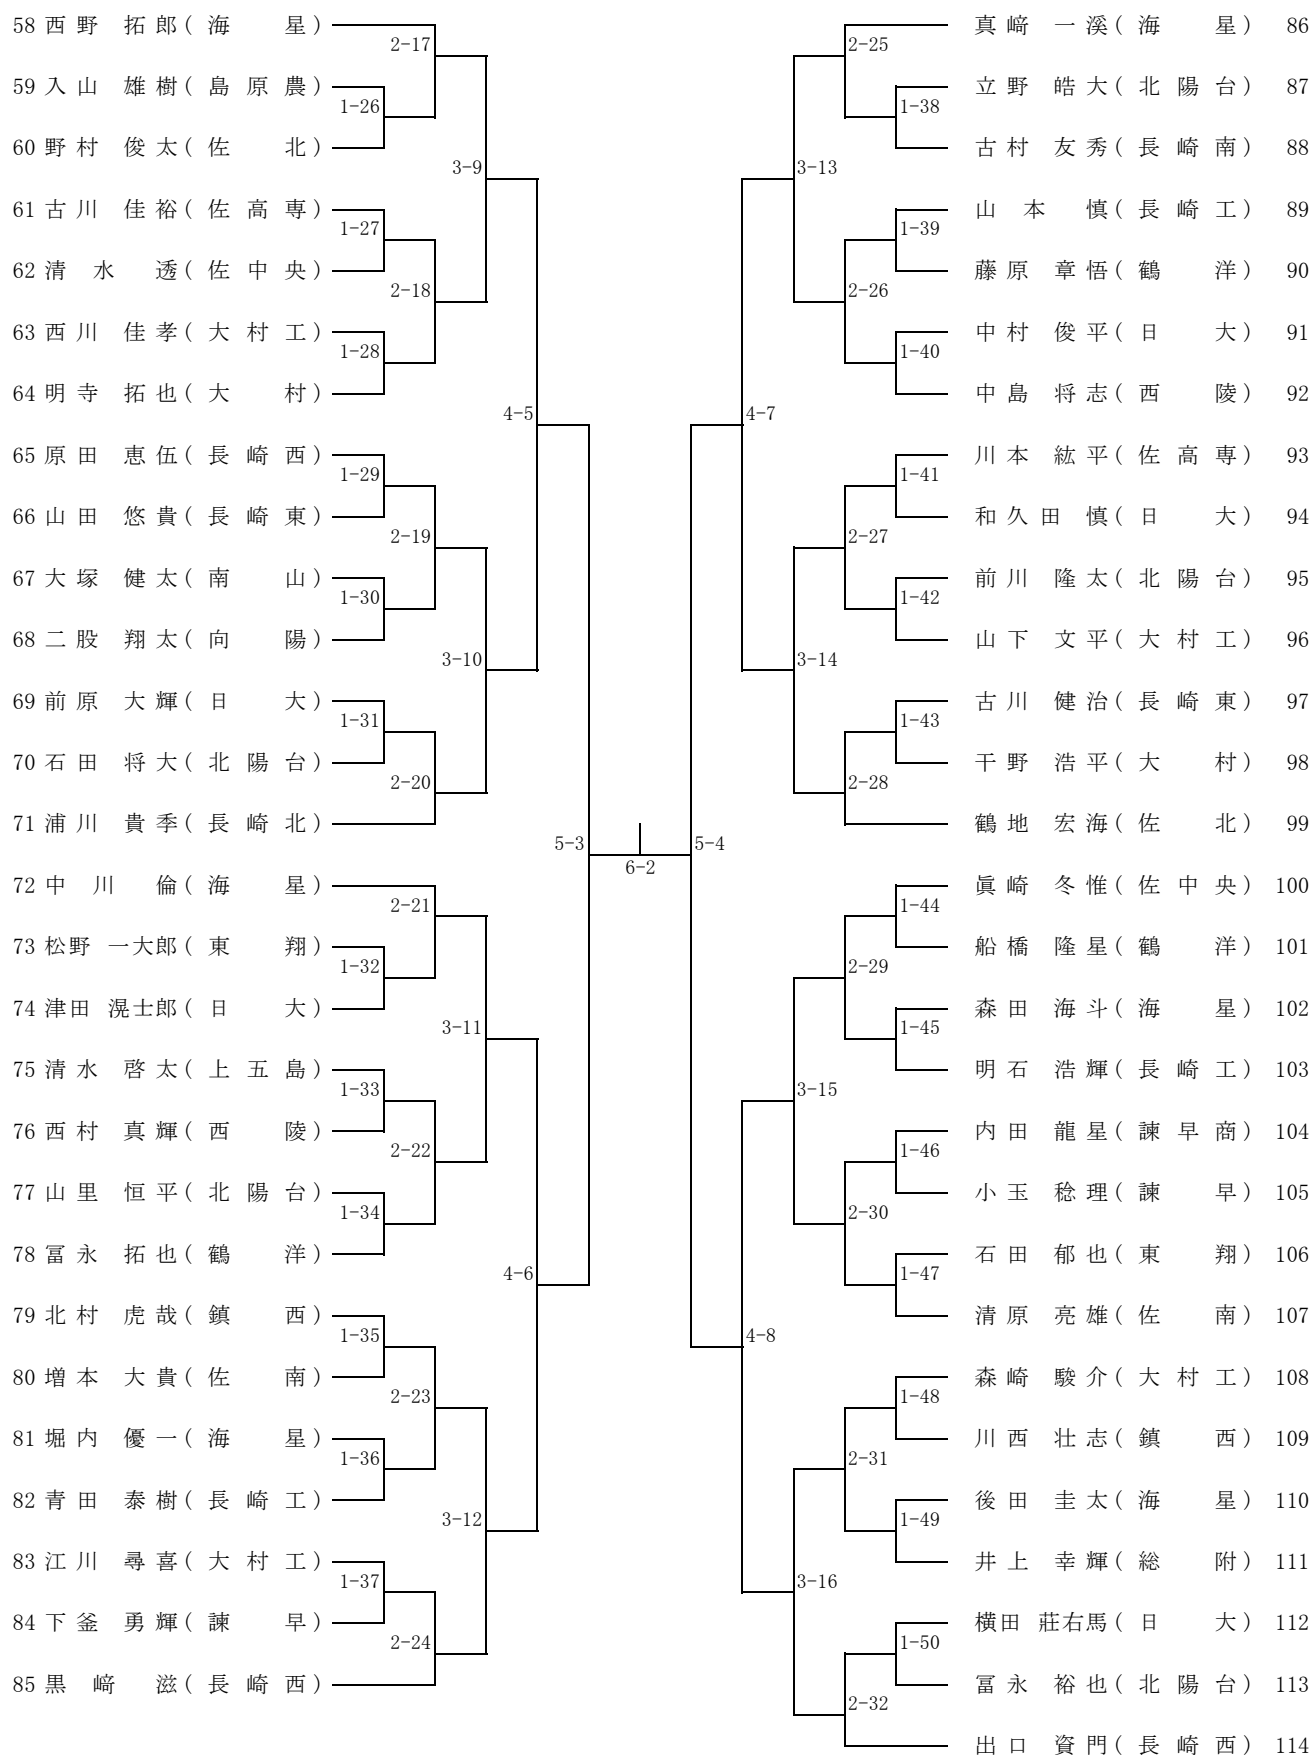 58 西野 拓郎(海 星)
2-17
59 入山 雄樹(島原農)
1-26
60 野村 俊太(佐 北)
3-9
61 古川 佳裕(佐高専)
1-27
62 清水 透(佐中央)
2-18
63 西川 佳孝(大村工)
1-28
64 明寺 拓也(大 村)
4-5
65 原田 恵伍(長崎西)
1-29
66 山田 悠貴(長崎東)
2-19
67 大塚 健太(南 山)
1-30
68 二股 翔太(向 陽)
3-10
69 前原 大輝(日 大)
1-31
70 石田 将大(北陽台)
2-20
71 浦川 貴季(長崎北)
5-3
72 中川 倫(海 星)
2-21
73 松野 一大郎(東 翔)
1-32
74 津田 滉士郎(日 大)
3-11
75 清水 啓太(上五島)
1-33
76 西村 真輝(西 陵)
2-22
77 山里 恒平(北陽台)
1-34
78 冨永 拓也(鶴 洋)
4-6
79 北村 虎哉(鎮 西)
1-35
80 増本 大貴(佐 南)
2-23
81 堀内 優一(海 星)
1-36
82 青田 泰樹(長崎工)
3-12
83 江川 尋喜(大村工)
1-37
84 下釜 勇輝(諫 早)
2-24
85 黒﨑 滋(長崎西)
6-2
真﨑 一溪(海 星) 86
2-25
立野 皓大(北陽台) 87
1-38
古村 友秀(長崎南) 88
3-13
山本 慎(長崎工) 89
1-39
藤原 章悟(鶴 洋) 90
2-26
中村 俊平(日 大) 91
1-40
中島 将志(西 陵) 92
4-7
川本 紘平(佐高専) 93
1-41
和久田 慎(日 大) 94
2-27
前川 隆太(北陽台) 95
1-42
山下 文平(大村工) 96
3-14
古川 健治(長崎東) 97
1-43
干野 浩平(大 村) 98
2-28
鶴地 宏海(佐 北) 99
5-4
眞崎 冬惟(佐中央) 100
1-44
船橋 隆星(鶴 洋) 101
2-29
森田 海斗(海 星) 102
1-45
明石 浩輝(長崎工) 103
3-15
内田 龍星(諫早商) 104
1-46
小玉 稔理(諫 早) 105
2-30
石田 郁也(東 翔) 106
1-47
清原 亮雄(佐 南) 107
4-8
森崎 駿介(大村工) 108
1-48
川西 壮志(鎮 西) 109
2-31
後田 圭太(海 星) 110
1-49
井上 幸輝(総 附) 111
3-16
横田 莊右馬(日 大) 112
1-50
冨永 裕也(北陽台) 113
2-32
出口 資門(長崎西) 114